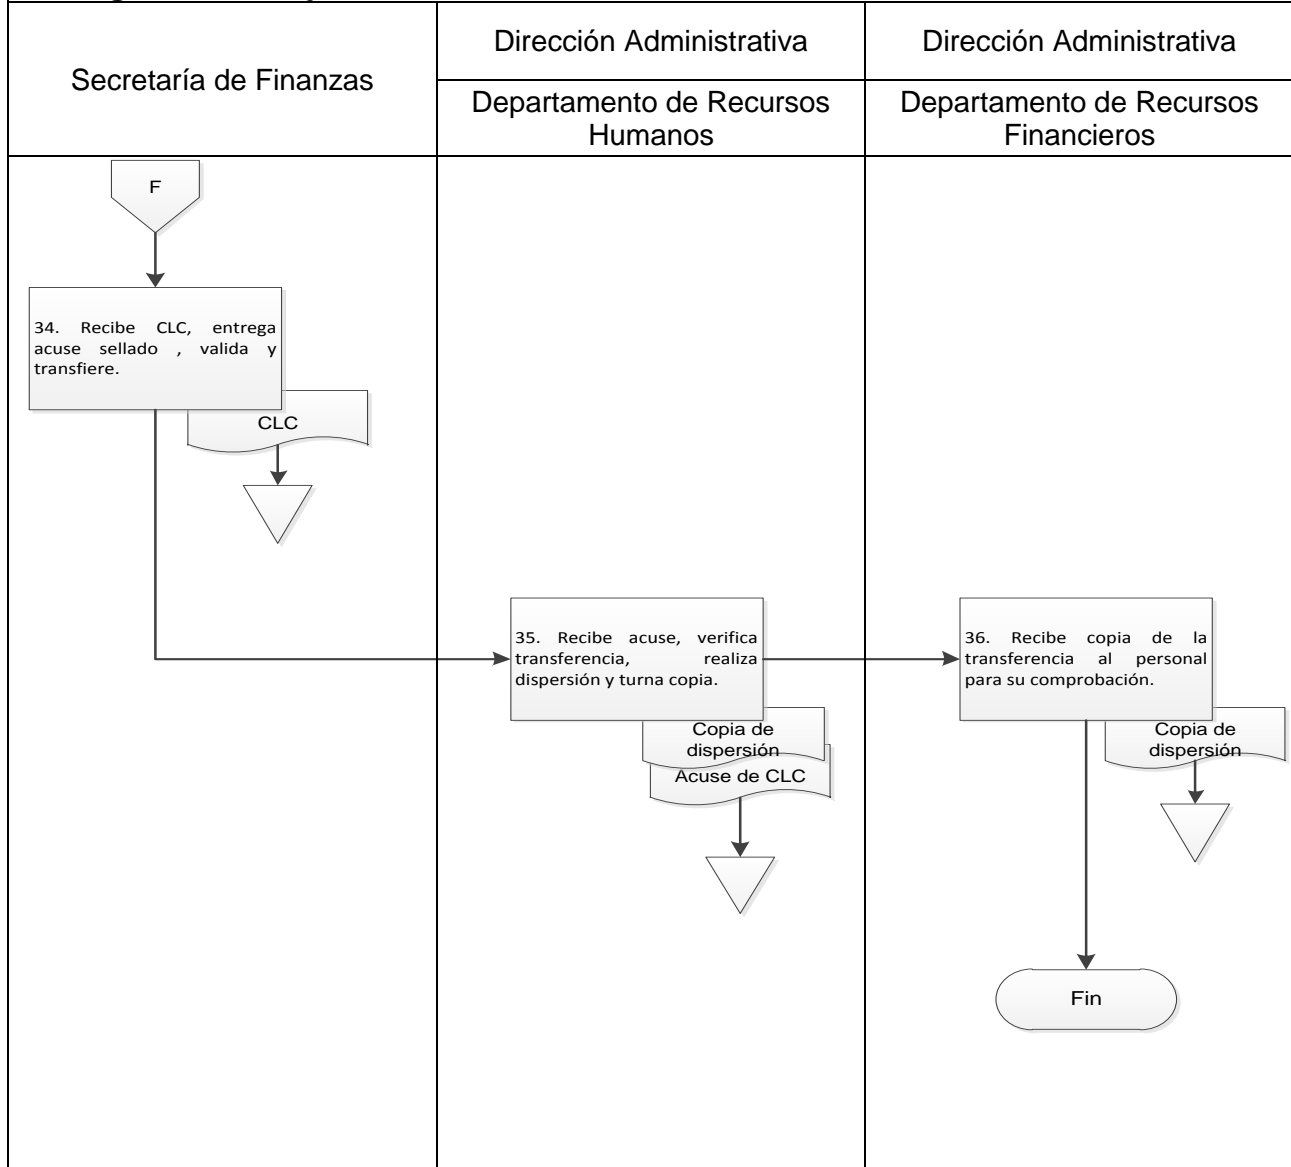 Secretaría de Finanzas
Dirección Administrativa
Dirección Administrativa
Departamento de Recursos
Humanos
Departamento de Recursos
Financieros
F
34. Recibe CLC, entrega
acuse sellado , valida y
transfiere.
CLC
35. Recibe acuse, verifica
transferencia, realiza
dispersión y turna copia.
Copia de
dispersión
Acuse de CLC
36. Recibe copia de la
transferencia al personal
para su comprobación.
Copia de
dispersión
Fin